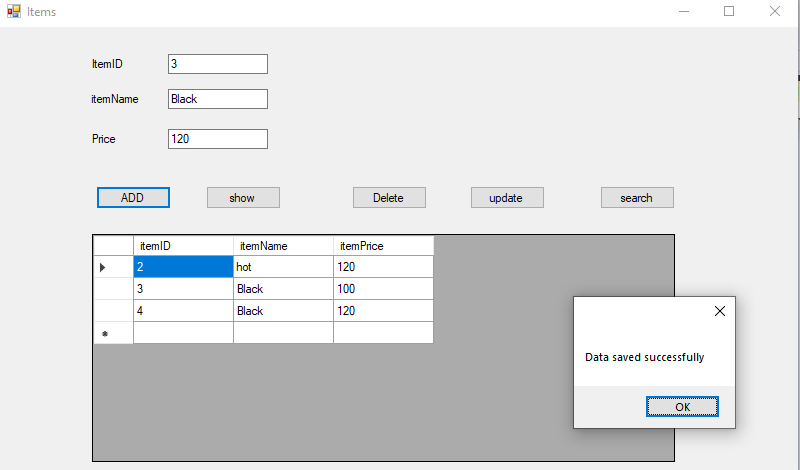 Items
ItemID 3
itemName Black
Price 120
ADD show Delete update search
itemID itemName itemPrice
2 hot 120
3 Black 100
4 Black 120
Data saved successfully
OK